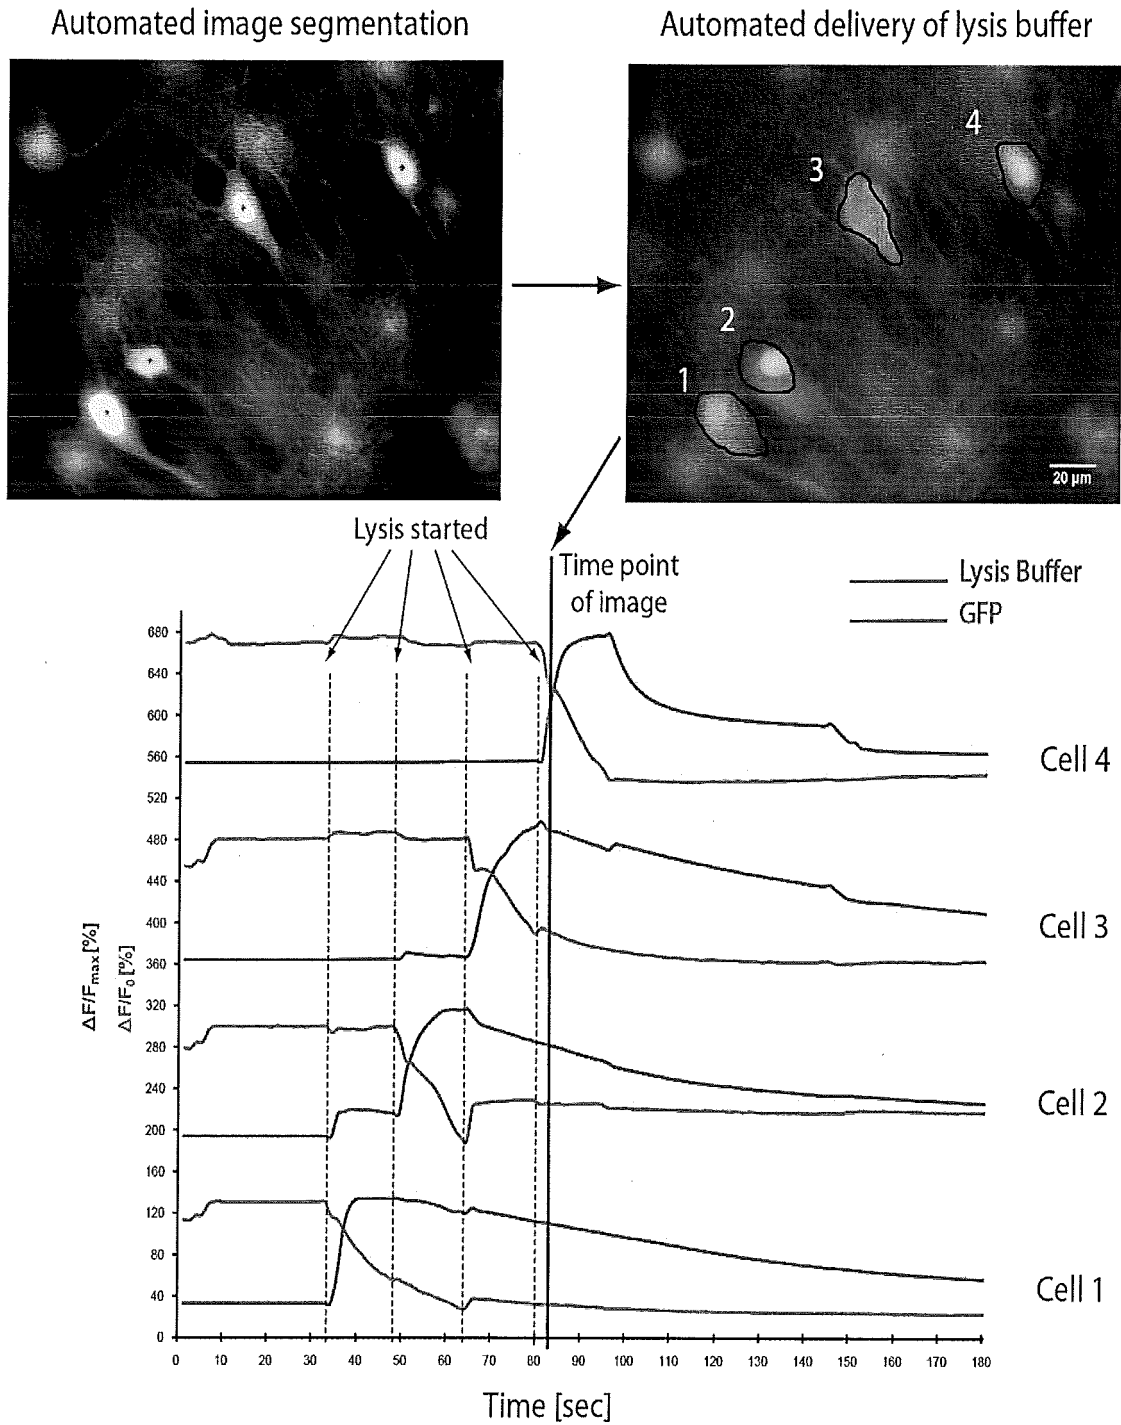 Automated image segmentation
Automated delivery of lysis buffer
4
3
2
1
20 µm
Lysis started
Time point
of image
Lysis Buffer
GFP
680
640
600
560
520
480
440
400
360
320
280
240
200
160
120
80
40
0
ΔF/Fmax [%]
ΔF/F0 [%]
Cell 4
Cell 3
Cell 2
Cell 1
0 10 20 30 40 50 60 70 80 90 100 110 120 130 140 150 160 170 180
Time [sec]